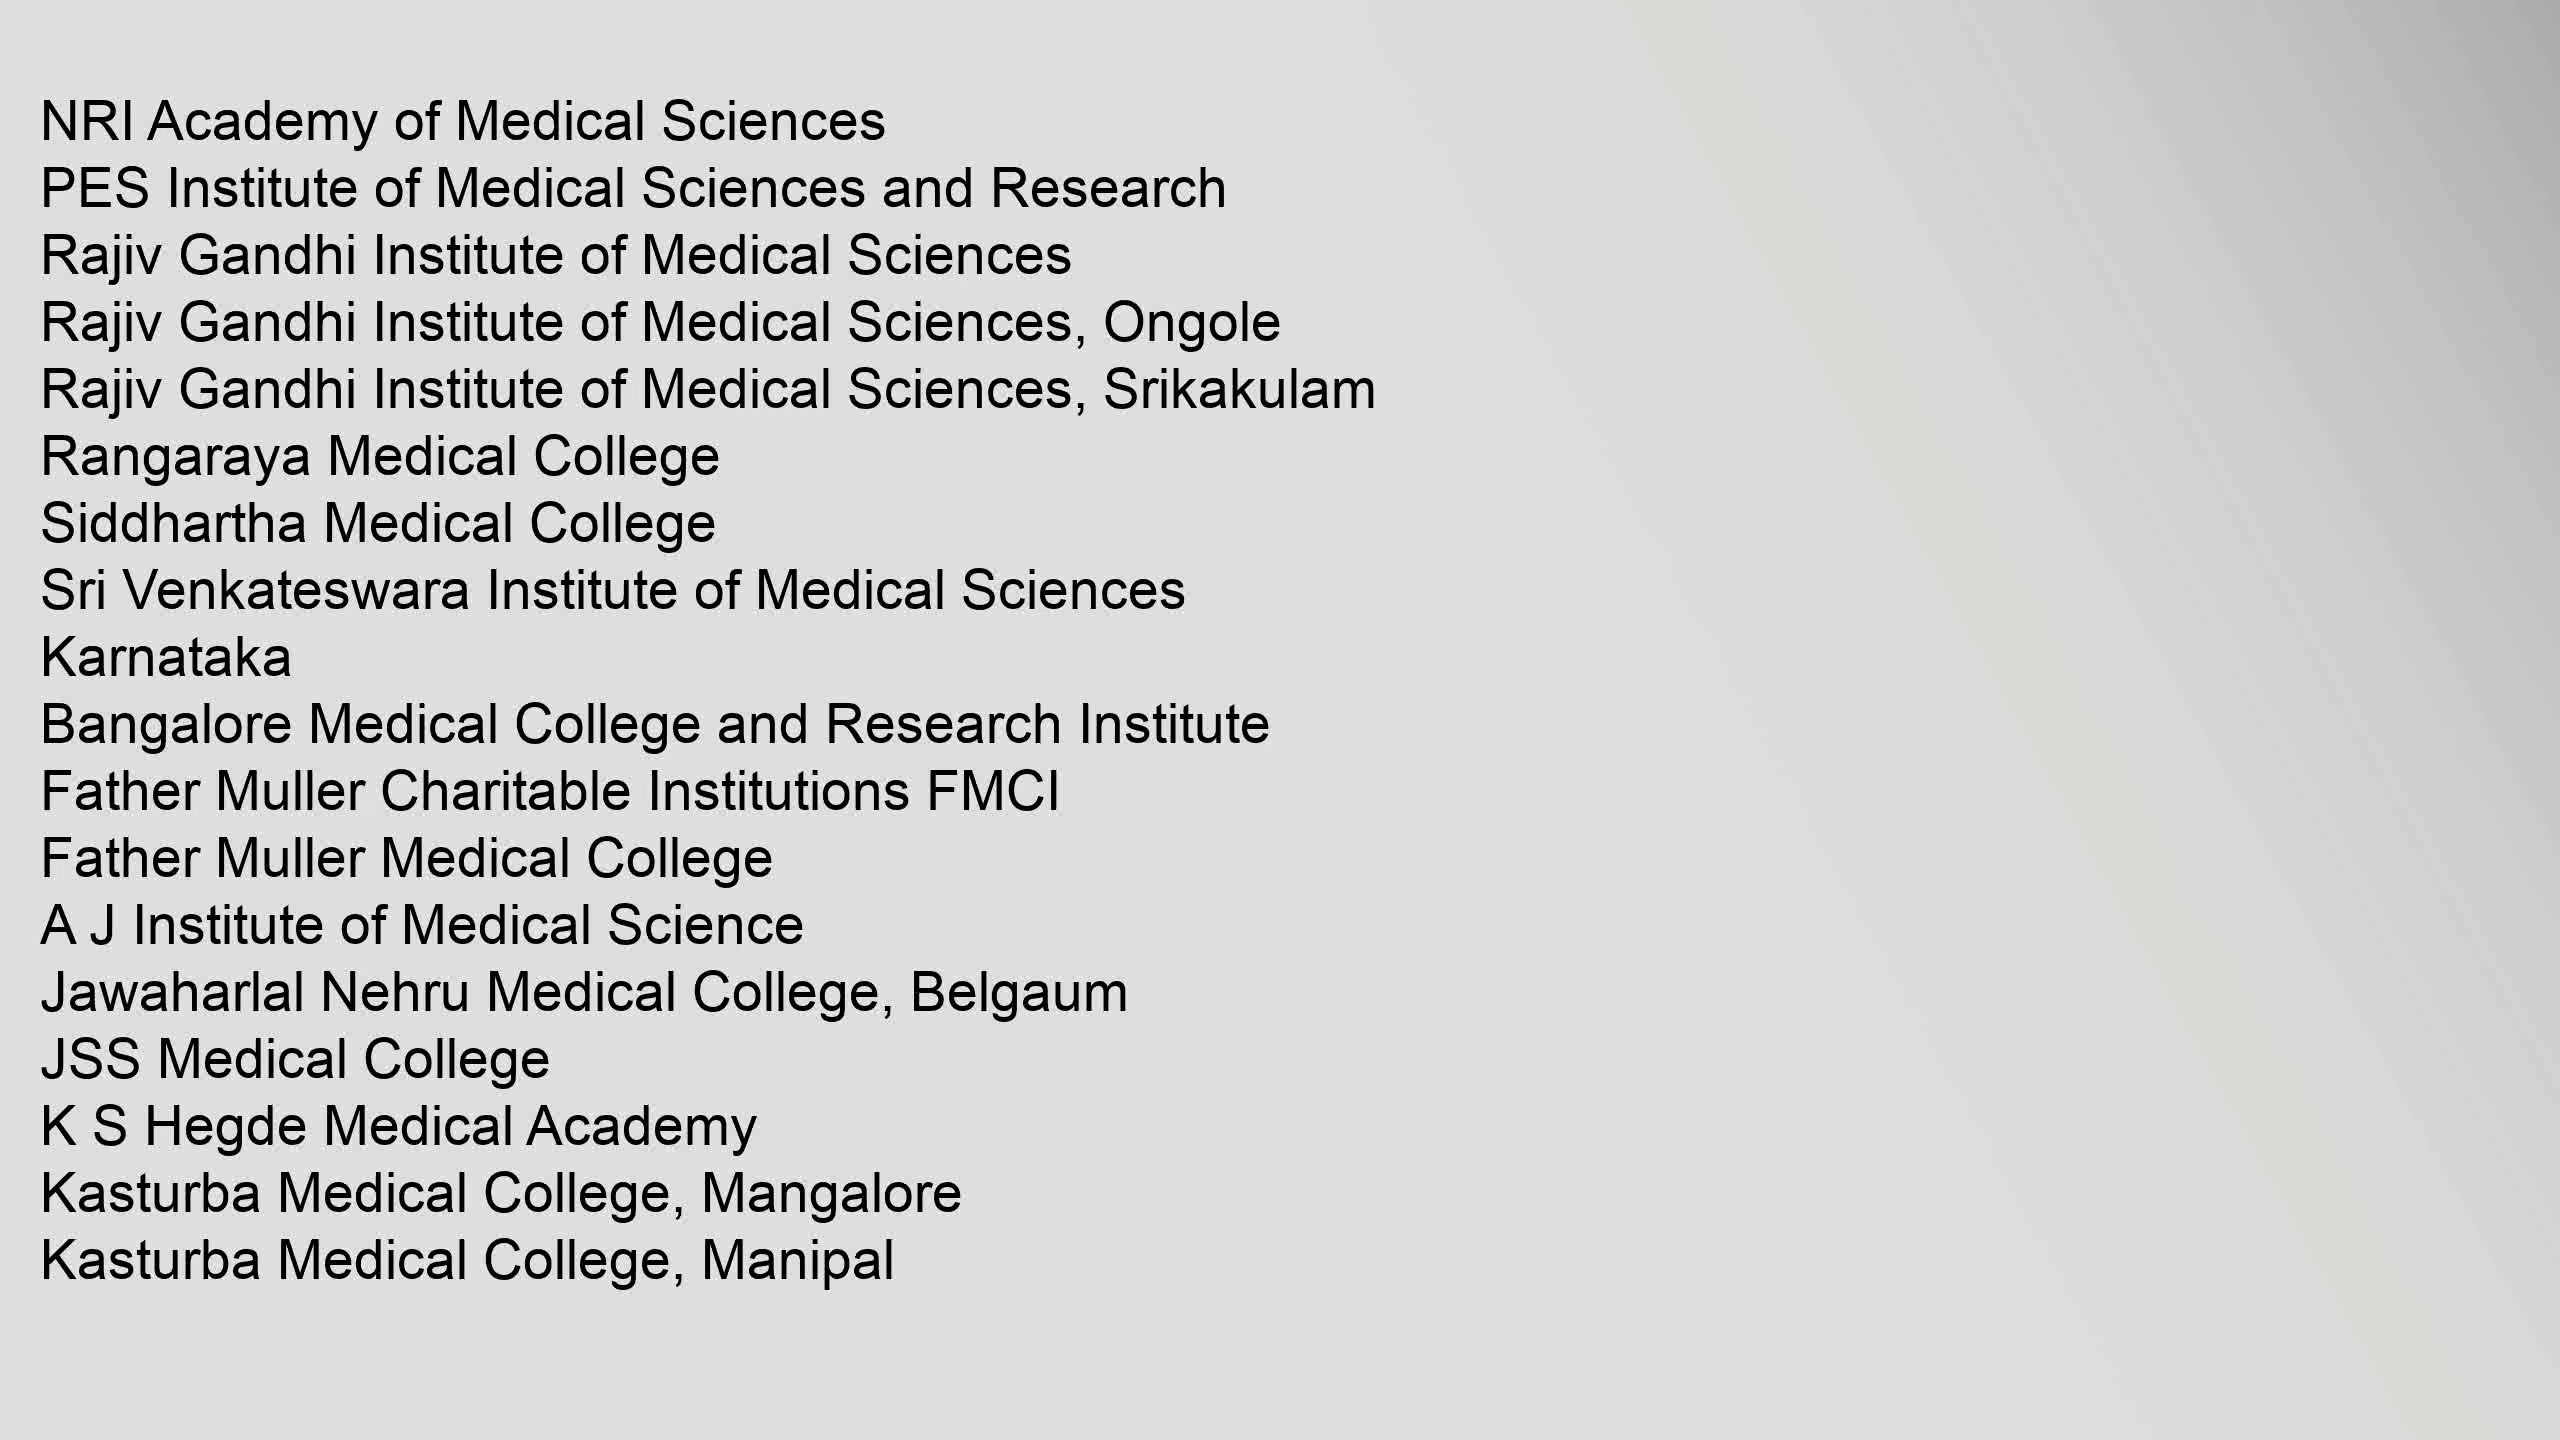 NRI Academy of Medical Sciences
PES Institute of Medical Sciences and Research
Rajiv Gandhi Institute of Medical Sciences
Rajiv Gandhi Institute of Medical Sciences, Ongole
Rajiv Gandhi Institute of Medical Sciences, Srikakulam
Rangaraya Medical College
Siddhartha Medical College
Sri Venkateswara Institute of Medical Sciences
Karnataka
Bangalore Medical College and Research Institute
Father Muller Charitable Institutions FMCI
Father Muller Medical College
A J Institute of Medical Science
Jawaharlal Nehru Medical College, Belgaum
JSS Medical College
K S Hegde Medical Academy
Kasturba Medical College, Mangalore
Kasturba Medical College, Manipal